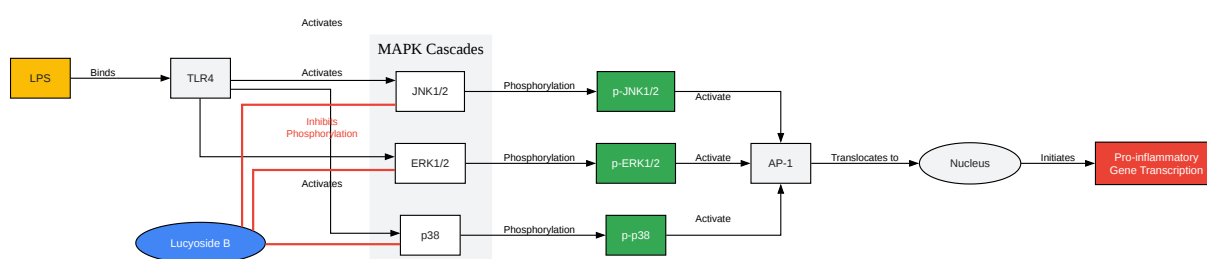 Activates
MAPK Cascades
LPS
Binds
TLR4
Activates
JNK1/2
Phosphorylation
p-JNK1/2
Activate
Inhibits
Phosphorylation
ERK1/2
Phosphorylation
p-ERK1/2
Activate
AP-1
Translocates to
Nucleus
Initiates
Pro-inflammatory
Gene Transcription
Activates
Lucyoside B
p38
Phosphorylation
p-p38
Activate